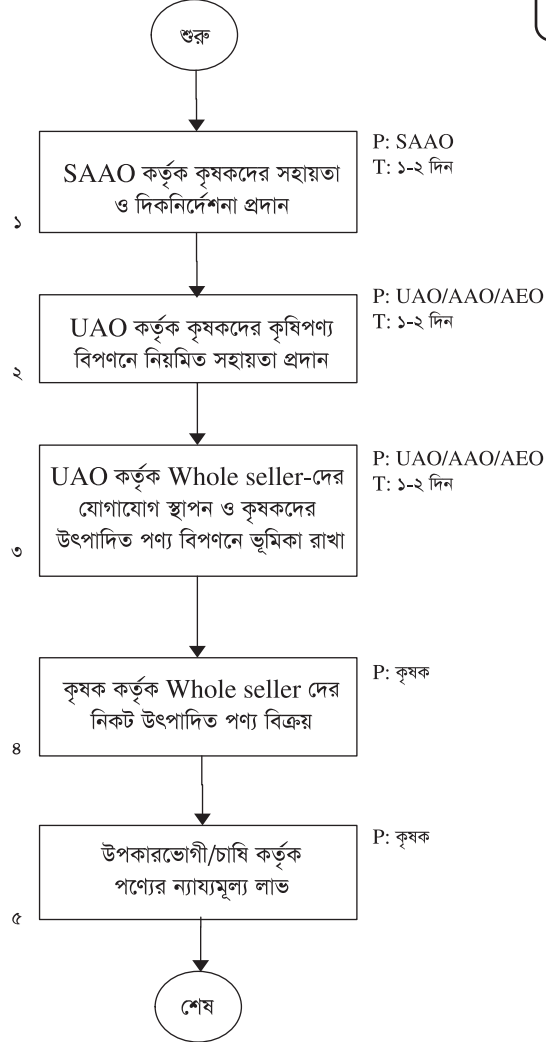 শুরু
SAAO কর্তৃক কৃষকদের সহায়তা
ও দিকনির্দেশনা প্রদান
P: SAAO
T: ১-২ দিন
১
UAO কর্তৃক কৃষকদের কৃষিপণ্য
বিপণনে নিয়মিত সহায়তা প্রদান
P: UAO/AAO/AEO
T: ১-২ দিন
২
UAO কর্তৃক Whole seller-দের
যোগাযোগ স্থাপন ও কৃষকদের
উৎপাদিত পণ্য বিপণনে ভূমিকা রাখা
P: UAO/AAO/AEO
T: ১-২ দিন
৩
কৃষক কর্তৃক Whole seller দের
নিকট উৎপাদিত পণ্য বিক্রয়
P: কৃষক
৪
উপকারভোগী/চাষি কর্তৃক
পণ্যের ন্যায্যমূল্য লাভ
P: কৃষক
৫
শেষ